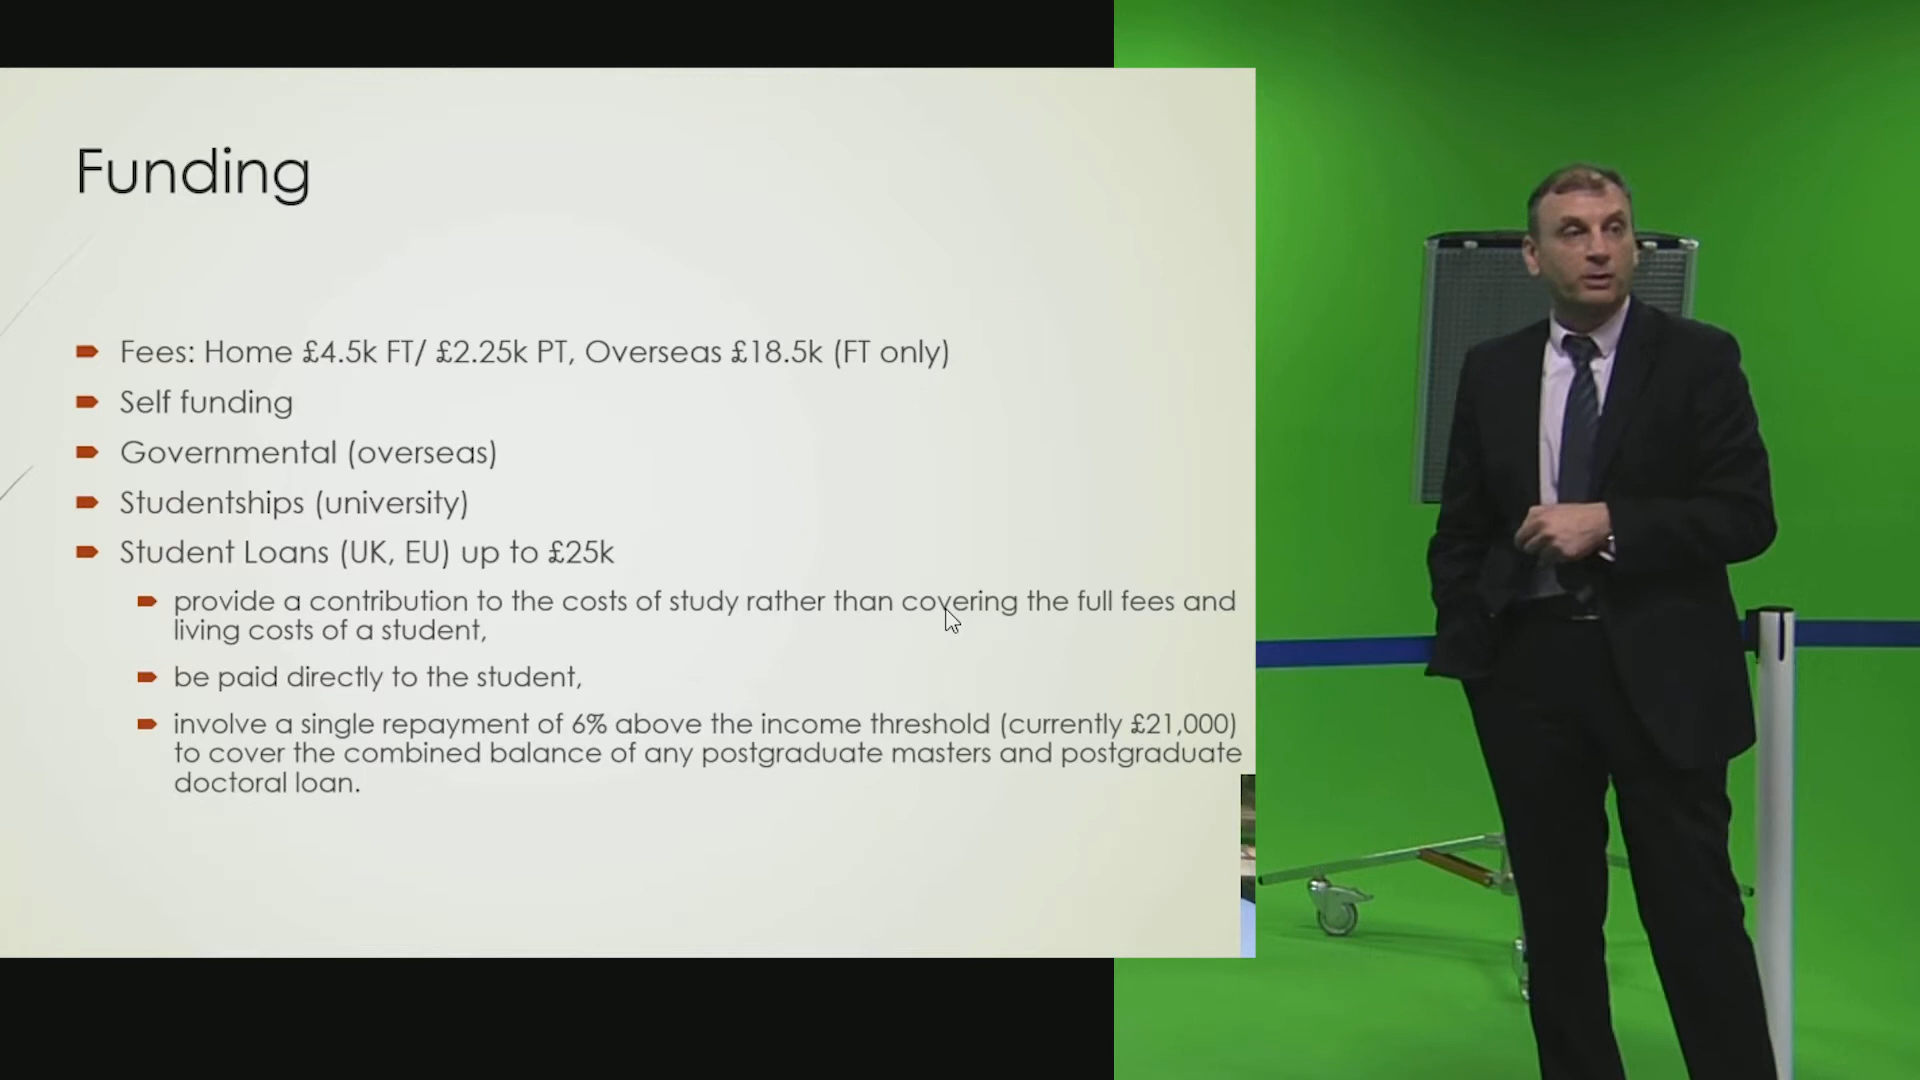 Funding
Fees: Home £4.5k FT/ £2.25k PT, Overseas £18.5k (FT only)
Self funding
Governmental (overseas)
Studentships (university)
Student Loans (UK, EU) up to £25k
provide a contribution to the costs of study rather than covering the full fees and
living costs of a student,
be paid directly to the student,
involve a single repayment of 6% above the income threshold (currently £21,000)
to cover the combined balance of any postgraduate masters and postgraduate
doctoral loan.